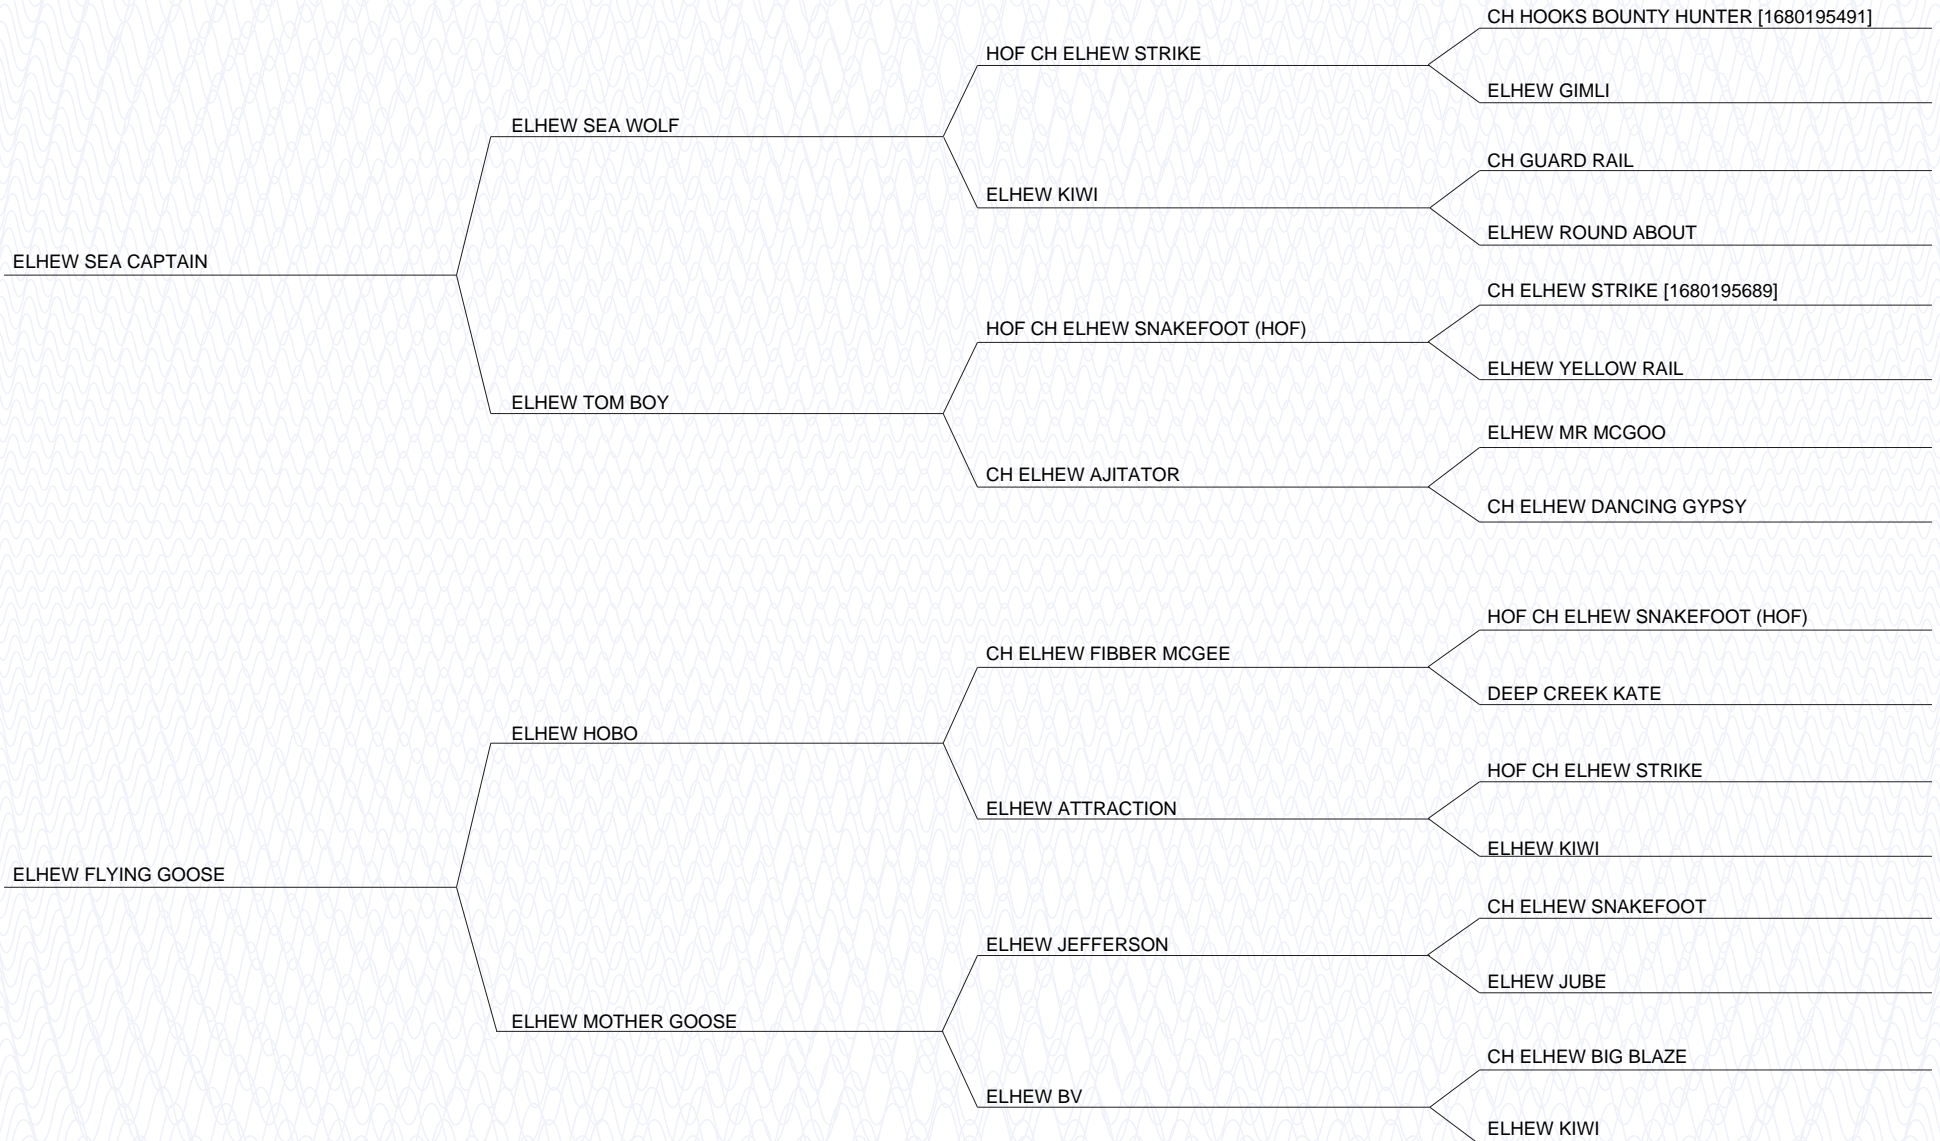 CH HOOKS BOUNTY HUNTER [1680195491]
HOF CH ELHEW STRIKE
ELHEW GIMLI
ELHEW SEA WOLF
CH GUARD RAIL
ELHEW KIWI
ELHEW ROUND ABOUT
ELHEW SEA CAPTAIN
CH ELHEW STRIKE [1680195689]
HOF CH ELHEW SNAKEFOOT (HOF)
ELHEW YELLOW RAIL
ELHEW TOM BOY
ELHEW MR MCGOO
CH ELHEW AJITATOR
CH ELHEW DANCING GYPSY
HOF CH ELHEW SNAKEFOOT (HOF)
CH ELHEW FIBBER MCGEE
DEEP CREEK KATE
ELHEW HOBO
HOF CH ELHEW STRIKE
ELHEW ATTRACTION
ELHEW KIWI
ELHEW FLYING GOOSE
CH ELHEW SNAKEFOOT
ELHEW JEFFERSON
ELHEW JUBE
ELHEW MOTHER GOOSE
CH ELHEW BIG BLAZE
ELHEW BV
ELHEW KIWI